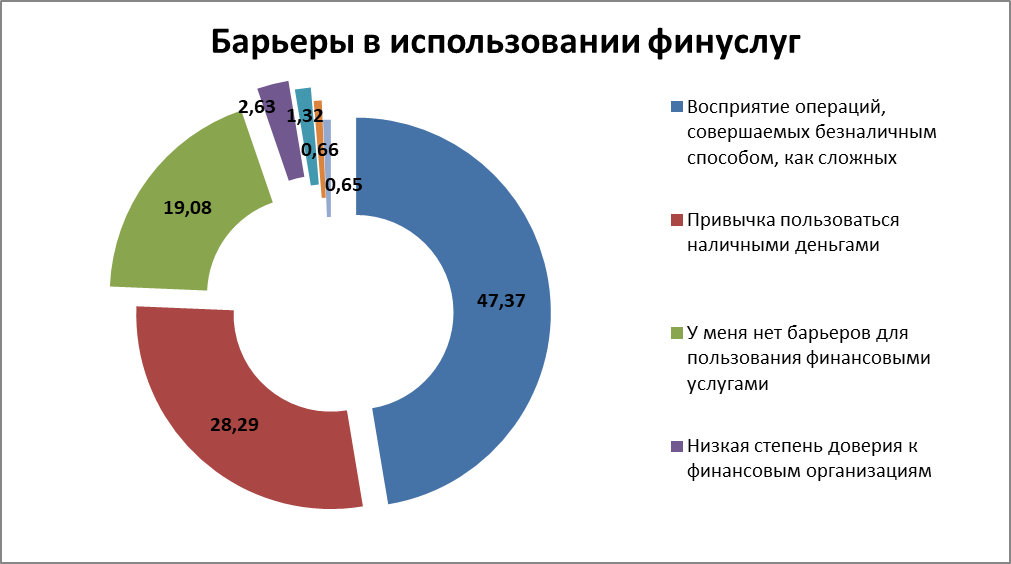 Барьеры в использовании финуслуг
2,63
1,32
0,66
0,65
19,08
47,37
28,29
Восприятие операций,
совершаемых безналичным
способом, как сложных
Привычка пользоваться
наличными деньгами
У меня нет барьеров для
пользования финансовыми
услугами
Низкая степень доверия к
финансовым организациям